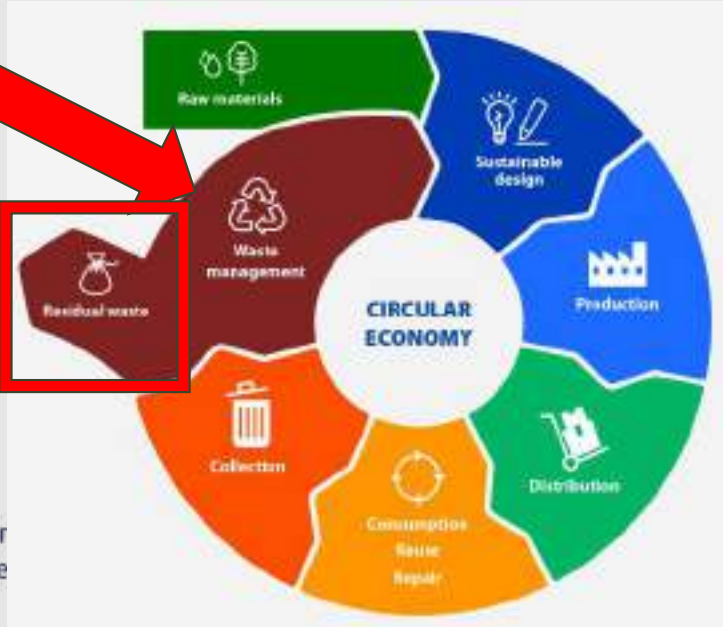 Raw materials
Sustainable
design
Waste
management
Residual waste
CIRCULAR
ECONOMY
Production
Collection
Distribution
Consumption
Reuse
Repair